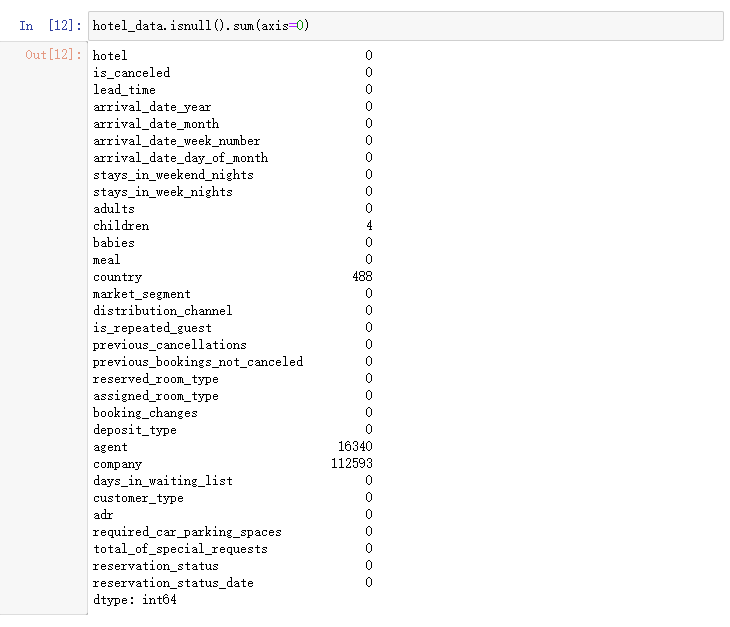 In [12]: hotel_data.isnull().sum(axis=0)
Out[12]: hotel 0
is_canceled 0
lead_time 0
arrival_date_year 0
arrival_date_month 0
arrival_date_week_number 0
arrival_date_day_of_month 0
stays_in_weekend_nights 0
stays_in_week_nights 0
adults 0
children 4
babies 0
meal 0
country 488
market_segment 0
distribution_channel 0
is_repeated_guest 0
previous_cancellations 0
previous_bookings_not_canceled 0
reserved_room_type 0
assigned_room_type 0
booking_changes 0
deposit_type 0
agent 16340
company 112593
days_in_waiting_list 0
customer_type 0
adr 0
required_car_parking_spaces 0
total_of_special_requests 0
reservation_status 0
reservation_status_date 0
dtype: int64